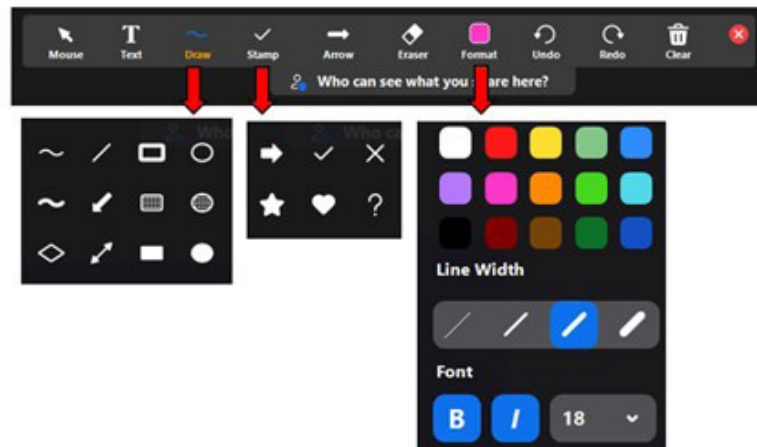 Mouse Text Draw Stamp Arrow Eraser Format Undo Redo Clear
Who can see what you share here?
Line Width
Font
B I 18